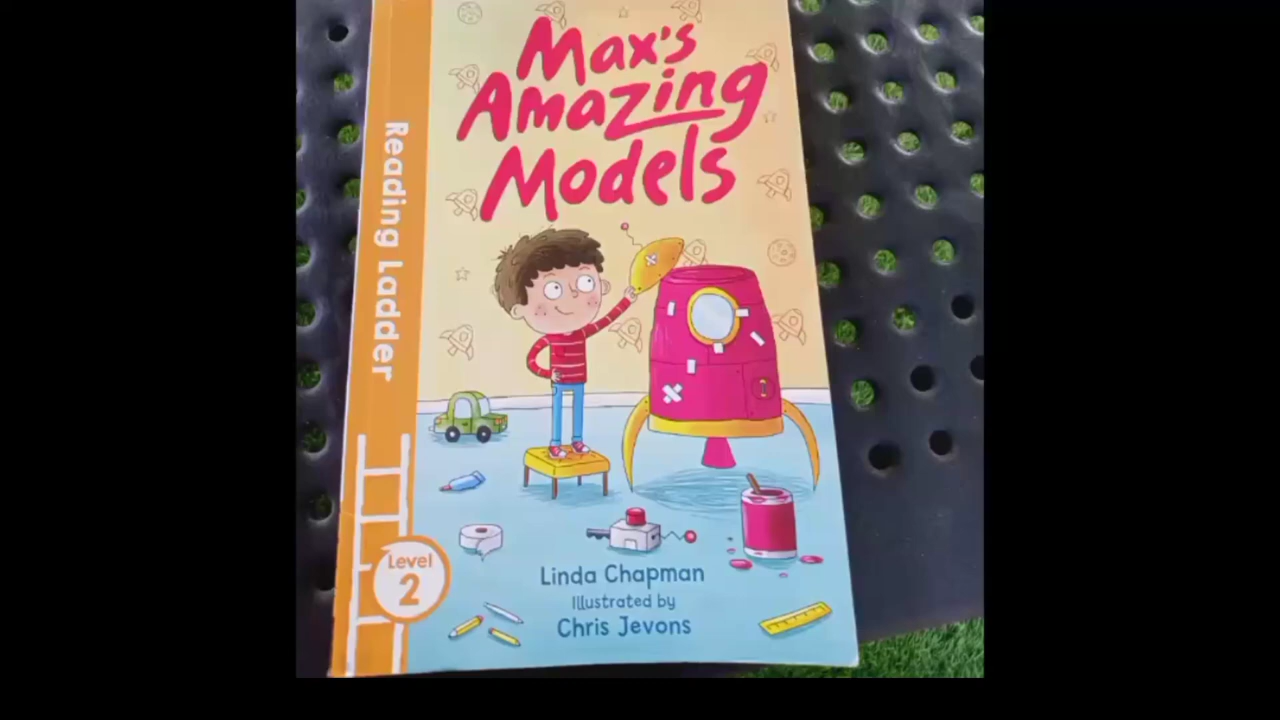 Max's
Amazing
Models
Reading Ladder
Level
2
Linda Chapman
Illustrated by
Chris Jevons